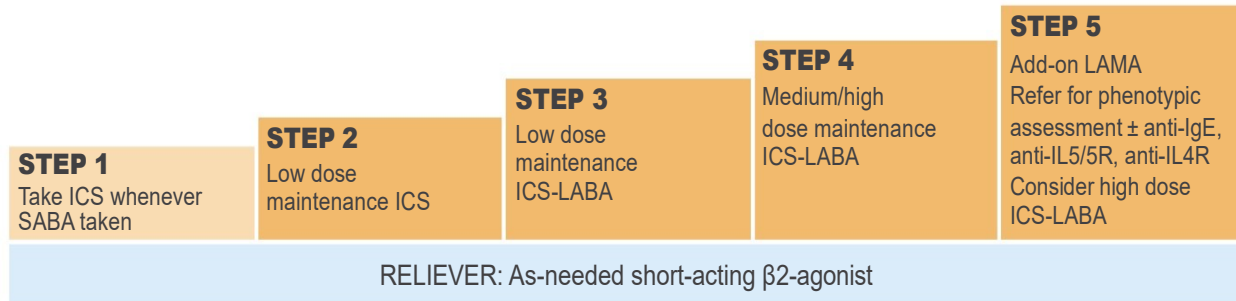 STEP 1
Take ICS whenever
SABA taken
STEP 2
Low dose
maintenance ICS
STEP 3
Low dose
maintenance
ICS-LABA
STEP 4
Medium/high
dose maintenance
ICS-LABA
STEP 5
Add-on LAMA
Refer for phenotypic
assessment ± anti-IgE,
anti-IL5/5R, anti-IL4R
Consider high dose
ICS-LABA
RELIEVER: As-needed short-acting β2-agonist